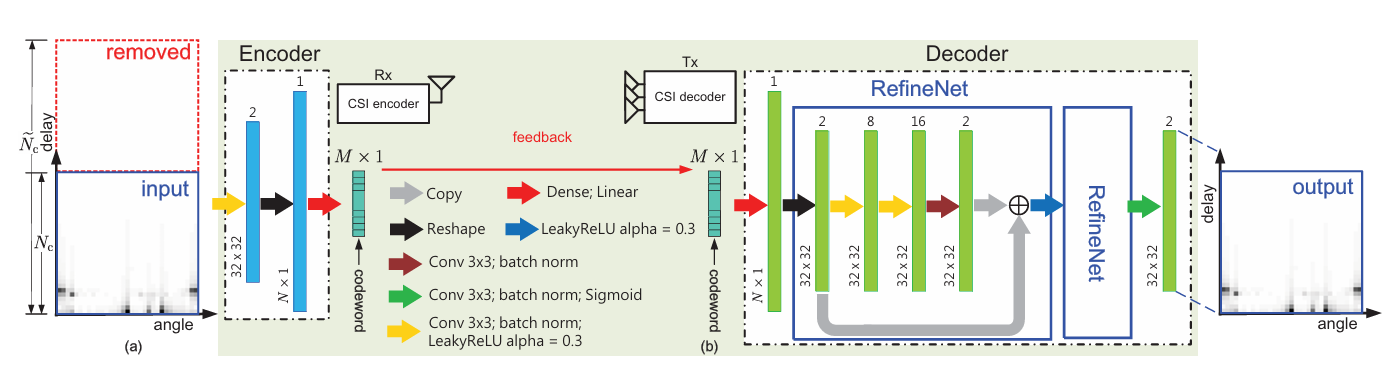 removed
Ñc
delay
input
Nc
angle
(a)
Encoder
2
32 x 32
1
N × 1
Rx
CSI encoder
M × 1
codeword
feedback
Copy
Dense; Linear
Reshape
LeakyReLU alpha = 0.3
Conv 3x3; batch norm
Conv 3x3; batch norm; Sigmoid
Conv 3x3; batch norm;
LeakyReLU alpha = 0.3
Tx
CSI decoder
M × 1
codeword
(b)
Decoder
1
N × 1
RefineNet
2
32 x 32
8
32 x 32
16
32 x 32
2
32 x 32
RefineNet
2
32 x 32
delay
output
angle